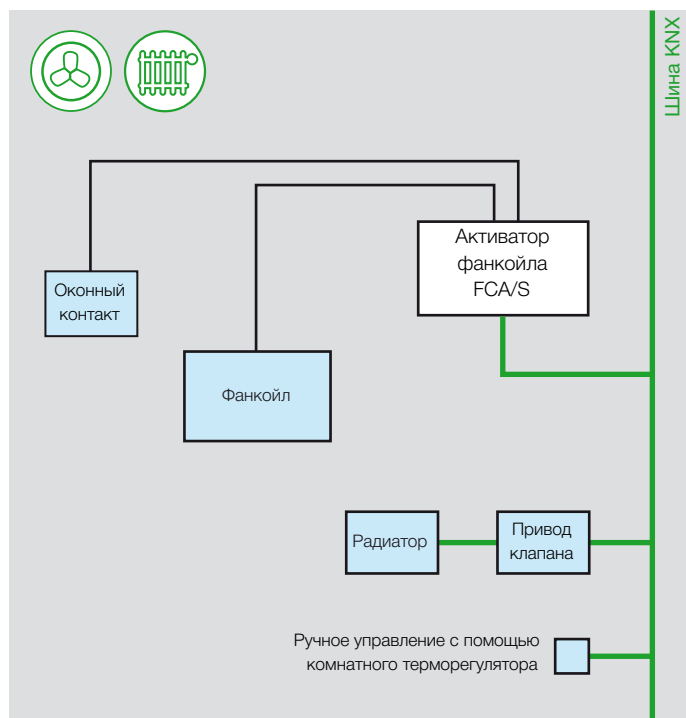 Шина KNX
Активатор
фанкойла
FCA/S
Оконный
контакт
Фанкойл
Радиатор
Привод
клапана
Ручное управление с помощью
комнатного терморегулятора